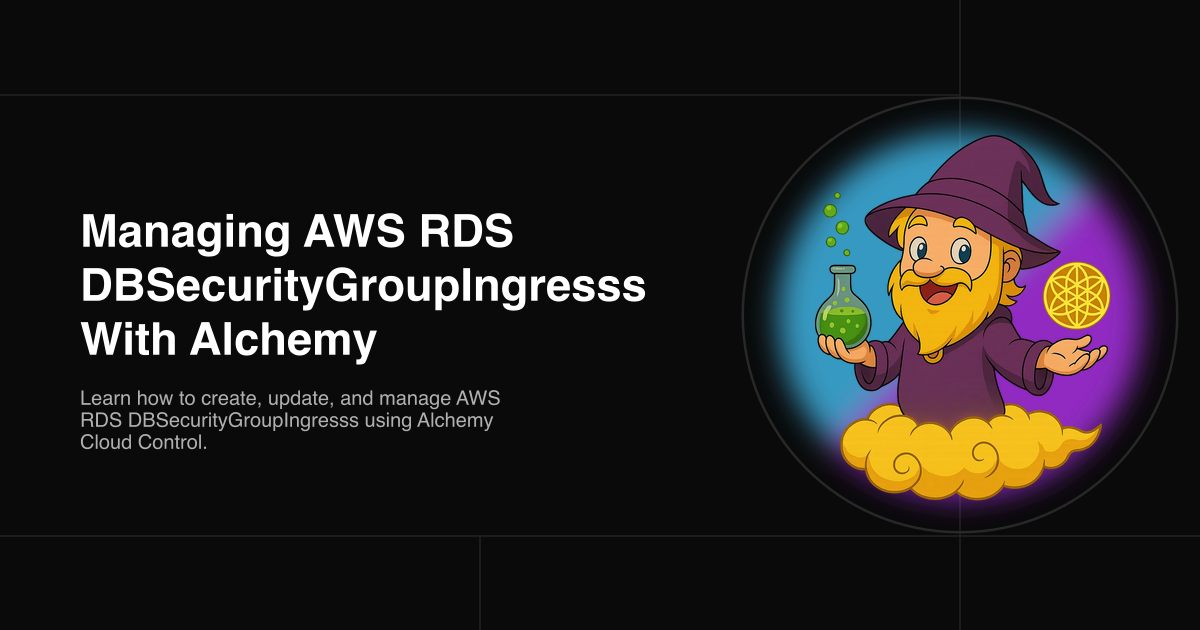 Managing AWS RDS
DBSecurityGroupIngresss
With Alchemy
Learn how to create, update, and manage AWS
RDS DBSecurityGroupIngresss using Alchemy
Cloud Control.